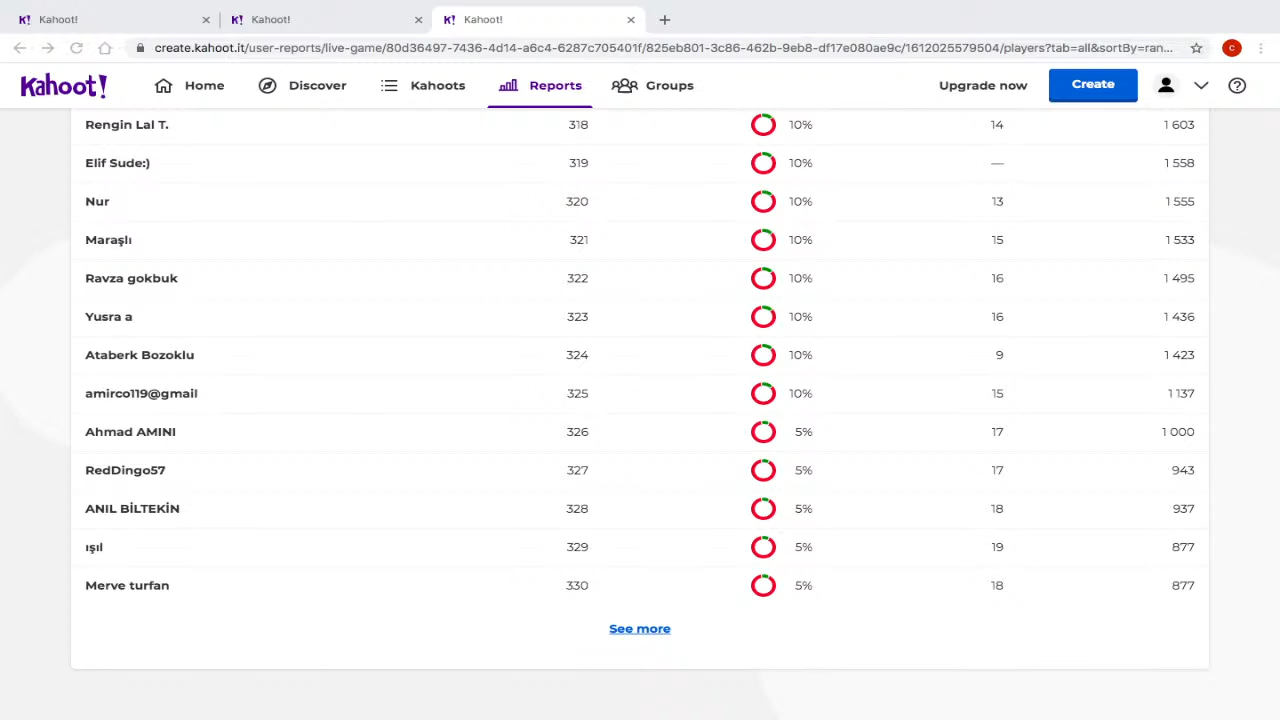 Kahoot!
Kahoot!
Kahoot!
create.kahoot.it/user-reports/live-game/80d36497-7436-4d14-a6c4-6287c705401f/825eb801-3c86-462b-9eb8-df17e080ae9c/1612025579504/players?tab=all&sortBy=ran...
C
Kahoot! Home Discover Kahoots Reports Groups Upgrade now Create
Rengin Lal T. 318 10% 14 1 603
Elif Sude:) 319 10% — 1 558
Nur 320 10% 13 1 555
Maraşlı 321 10% 15 1 533
Ravza gokbuk 322 10% 16 1 495
Yusra a 323 10% 16 1 436
Ataberk Bozoklu 324 10% 9 1 423
amirco119@gmail 325 10% 15 1 137
Ahmad AMINI 326 5% 17 1 000
RedDingo57 327 5% 17 943
ANIL BİLTEKİN 328 5% 18 937
ışıl 329 5% 19 877
Merve turfan 330 5% 18 877
See more